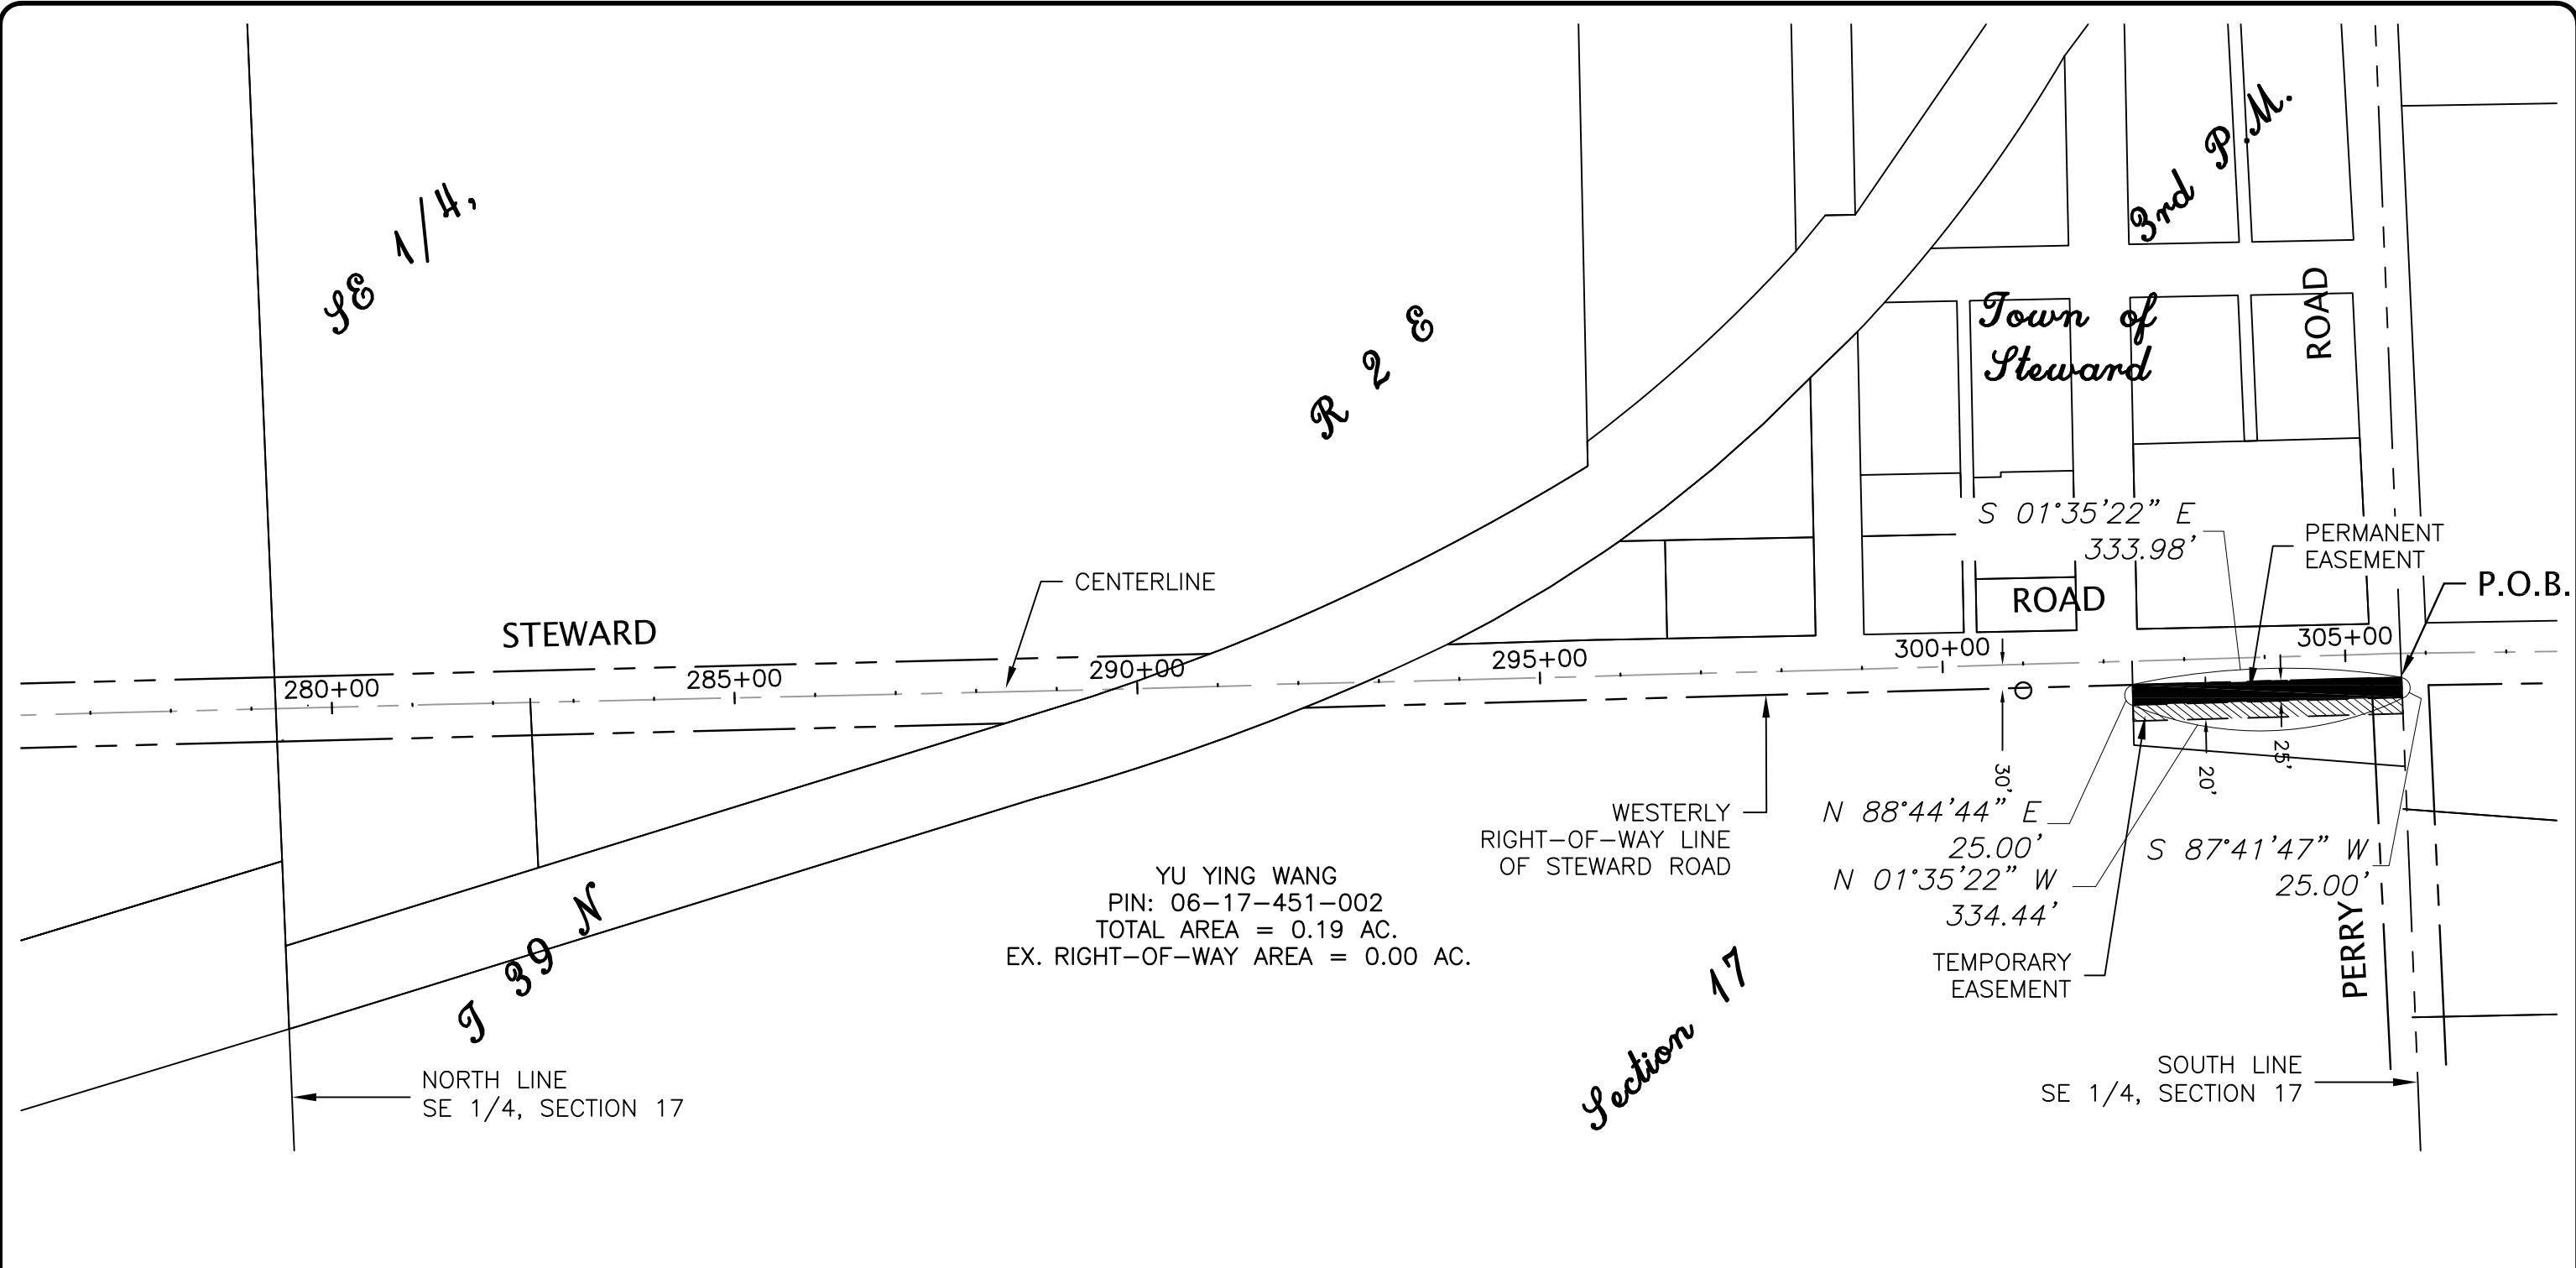 SE 1/4,
R 2 E
3rd P.M.
Town of
Steward
ROAD
S 01°35'22" E
333.98'
PERMANENT
EASEMENT
P.O.B.
CENTERLINE
STEWARD
ROAD
280+00
285+00
290+00
295+00
300+00
305+00
30'
20'
25'
WESTERLY
RIGHT-OF-WAY LINE
OF STEWARD ROAD
N 88°44'44" E
25.00'
N 01°35'22" W
334.44'
S 87°41'47" W
25.00'
TEMPORARY
EASEMENT
PERRY
YU YING WANG
PIN: 06-17-451-002
TOTAL AREA = 0.19 AC.
EX. RIGHT-OF-WAY AREA = 0.00 AC.
T 39 N
Section 17
NORTH LINE
SE 1/4, SECTION 17
SOUTH LINE
SE 1/4, SECTION 17